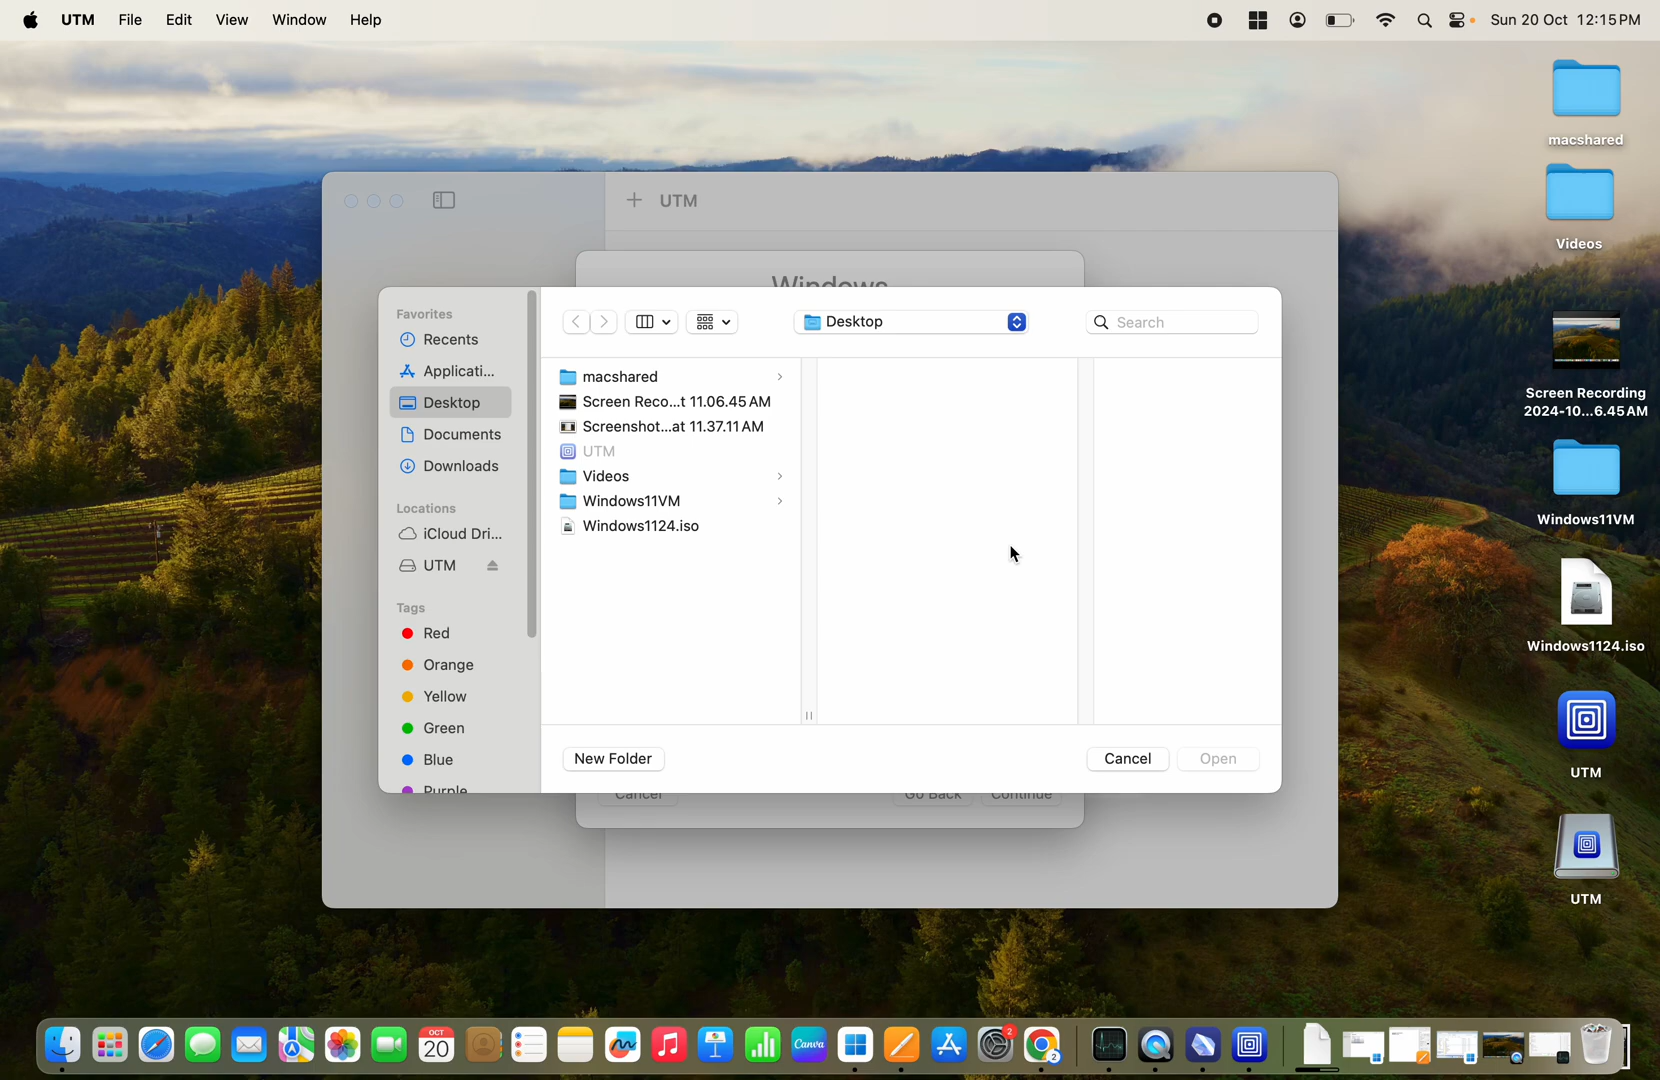 UTM File Edit View Window Help Sun 20 Oct 12:15 PM
macshared
Videos
Screen Recording
2024-10...6.45 AM
Windows11VM
Windows1124.iso
UTM
UTM
UTM
Windows
Favorites
Recents
Applicati...
Desktop
Documents
Downloads
Locations
iCloud Dri...
UTM
Tags
Red
Orange
Yellow
Green
Blue
Purple
Desktop
Search
macshared
Screen Reco...t 11.06.45 AM
Screenshot...at 11.37.11 AM
UTM
Videos
Windows11VM
Windows1124.iso
New Folder
Cancel
Open
Cancel
Go Back
Continue
OCT
20
Canva
2
2